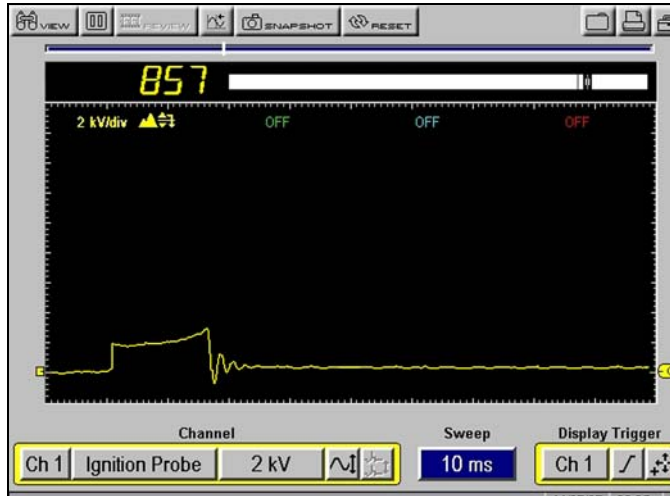 VIEW REVIEW SNAPSHOT RESET
857
2 kV/div OFF OFF OFF
Channel Sweep Display Trigger
Ch 1 Ignition Probe 2 kV 10 ms Ch 1